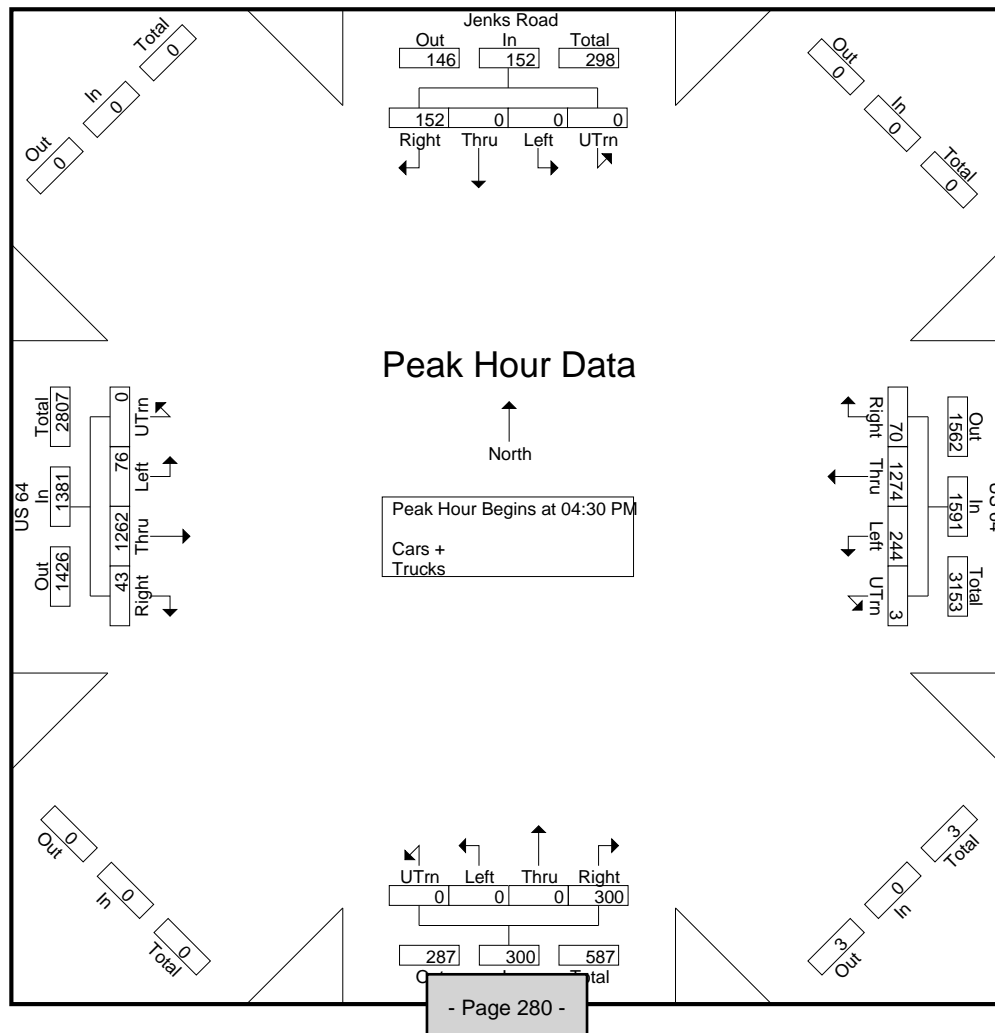 Jenks Road
Out In Total
146 152 298
152 0 0 0
Right Thru Left UTrn
Total
0
In
0
Out
0
Out
0
In
0
Total
0
Peak Hour Data
North
Peak Hour Begins at 04:30 PM
Cars +
Trucks
US 64
Total
2807
In
1381
Out
1426
0
UTrn
76
Left
1262
Thru
43
Right
Right
70
Thru
1274
Left
244
UTrn
3
Out
1562
In
1591
Total
3153
Out
0
In
0
Total
0
Total
3
In
0
Out
3
UTrn Left Thru Right
0 0 0 300
287 300 587
Total
- Page 280 -